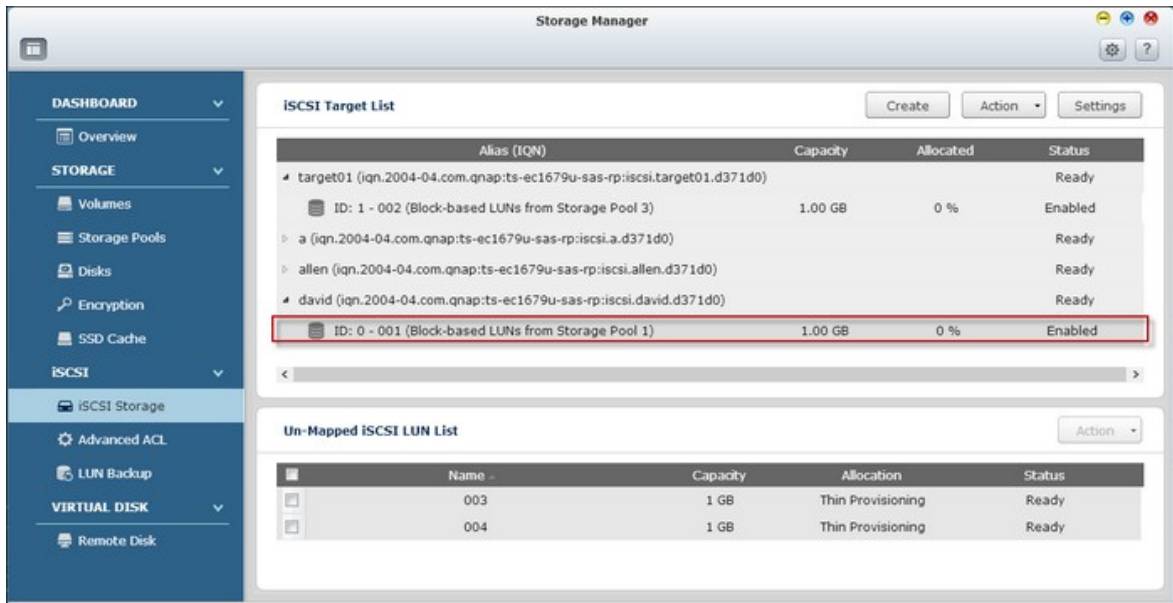 Storage Manager
?
DASHBOARD
Overview
STORAGE
Volumes
Storage Pools
Disks
Encryption
SSD Cache
iSCSI
iSCSI Storage
Advanced ACL
LUN Backup
VIRTUAL DISK
Remote Disk
iSCSI Target List Create Action Settings
Alias (IQN) Capacity Allocated Status
target01 (iqn.2004-04.com.qnap:ts-ec1679u-sas-rp:iscsi.target01.d371d0) Ready
ID: 1 - 002 (Block-based LUNs from Storage Pool 3) 1.00 GB 0 % Enabled
a (iqn.2004-04.com.qnap:ts-ec1679u-sas-rp:iscsi.a.d371d0) Ready
allen (iqn.2004-04.com.qnap:ts-ec1679u-sas-rp:iscsi.allen.d371d0) Ready
david (iqn.2004-04.com.qnap:ts-ec1679u-sas-rp:iscsi.david.d371d0) Ready
ID: 0 - 001 (Block-based LUNs from Storage Pool 1) 1.00 GB 0 % Enabled
Un-Mapped iSCSI LUN List Action
Name Capacity Allocation Status
003 1 GB Thin Provisioning Ready
004 1 GB Thin Provisioning Ready